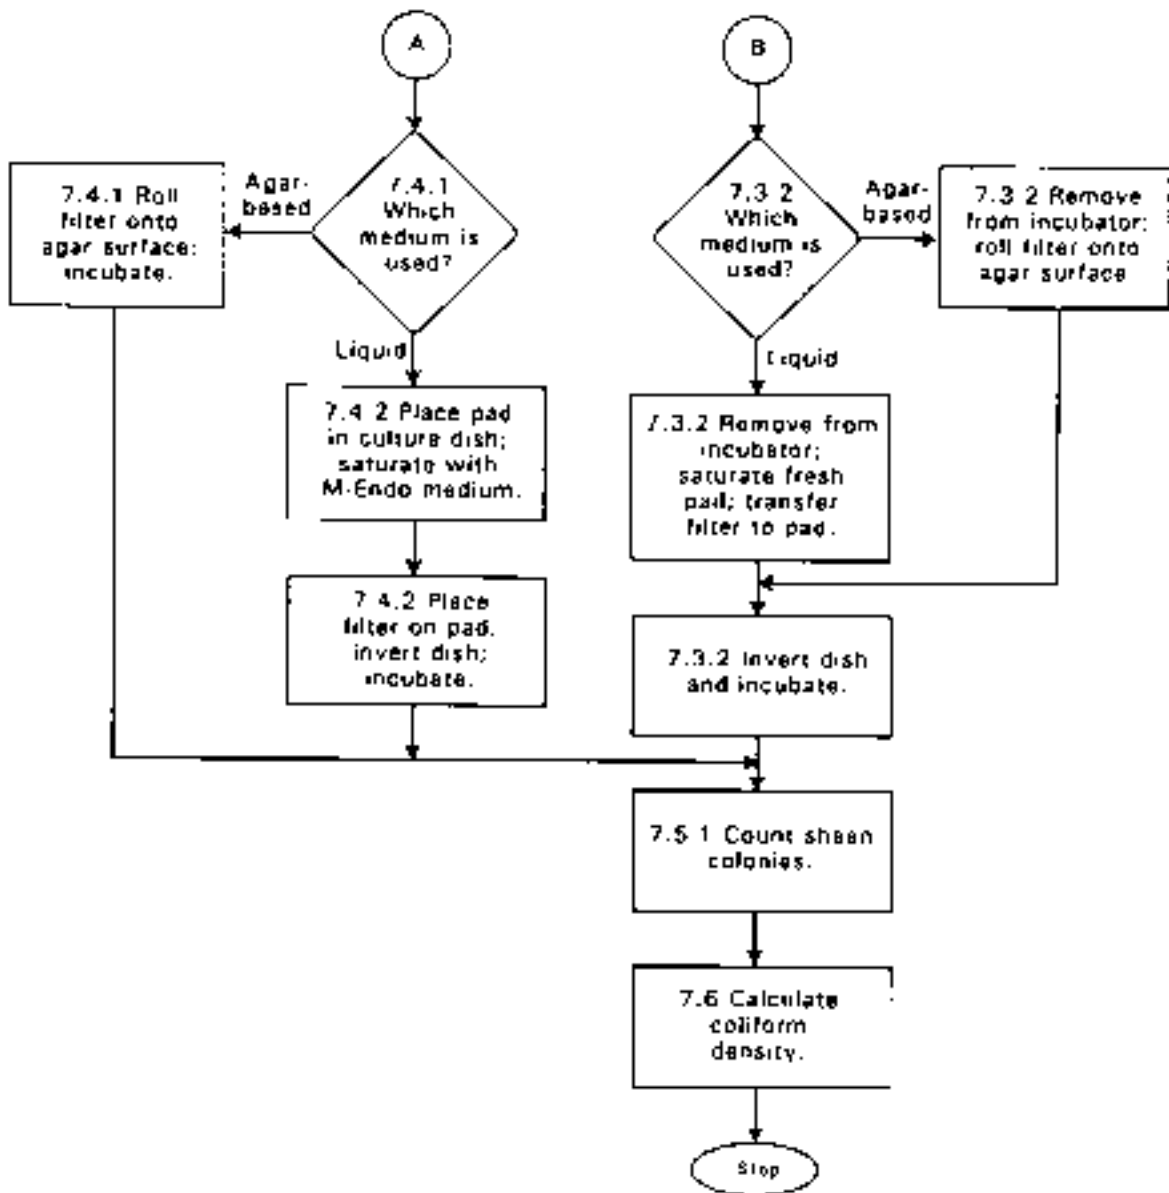 A
7.4.1
Which
medium is
used?
Agar-
based
7.4.1 Roll
filter onto
agar surface;
incubate.
Liquid
7.4.2 Place pad
in culture dish;
saturate with
M-Endo medium.
7.4.2 Place
filter on pad,
invert dish;
incubate.
B
7.3.2
Which
medium is
used?
Agar-
based
7.3.2 Remove
from incubator;
roll filter onto
agar surface
Liquid
7.3.2 Remove from
incubator;
saturate fresh
pad; transfer
filter to pad.
7.3.2 Invert dish
and incubate.
7.5.1 Count sheen
colonies.
7.6 Calculate
coliform
density.
Stop